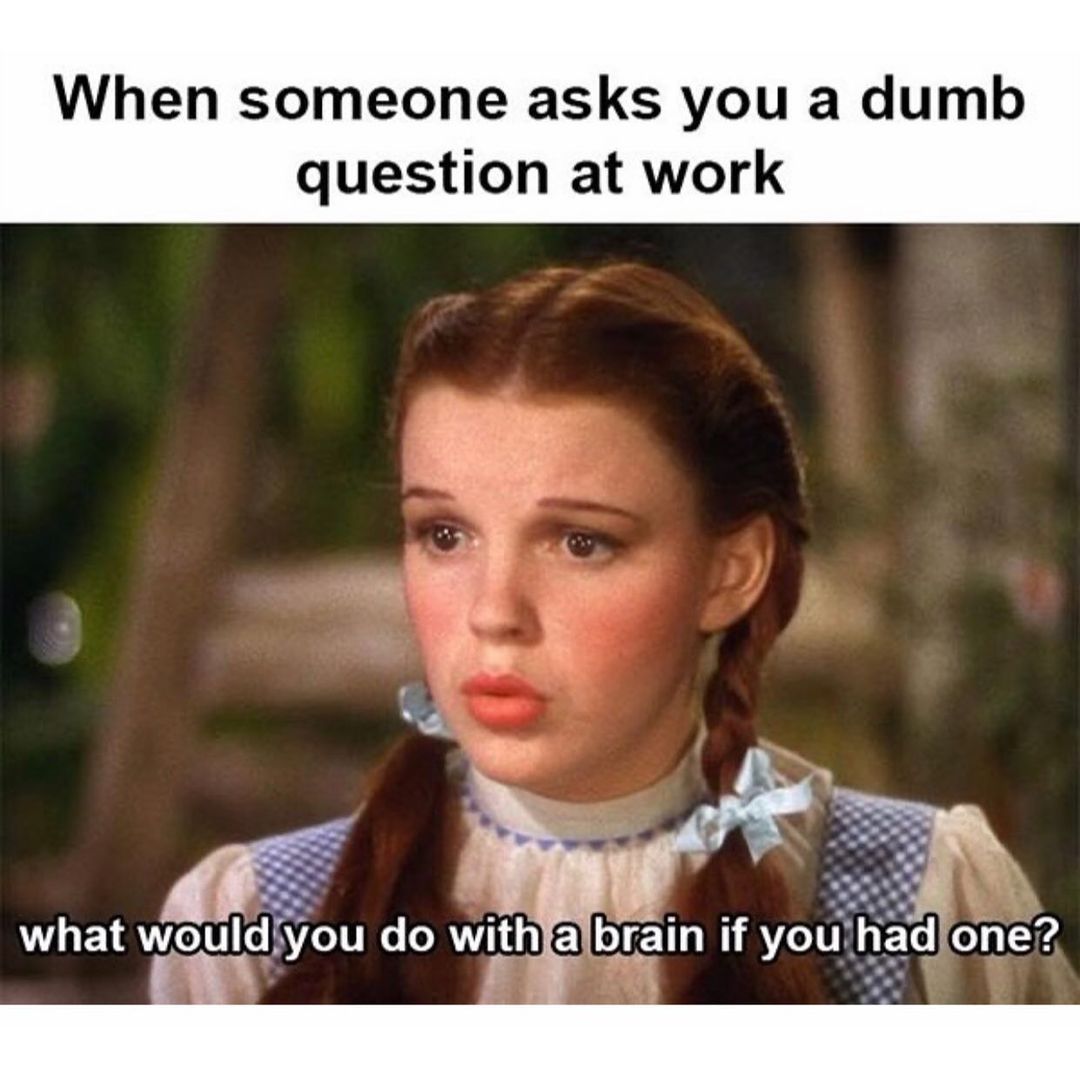 When someone asks you a dumb
question at work
what would you do with a brain if you had one?